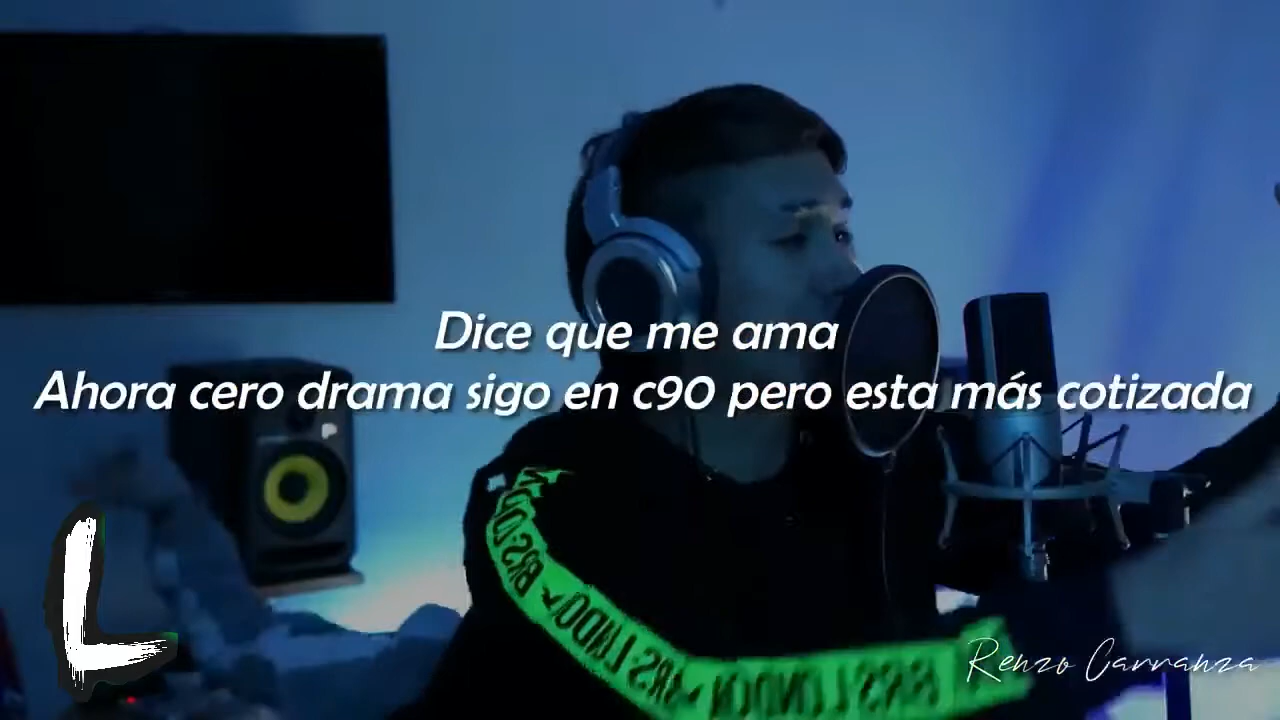 Dice que me ama
Ahora cero drama sigo en c90 pero esta más cotizada
L
Renzo Carranza